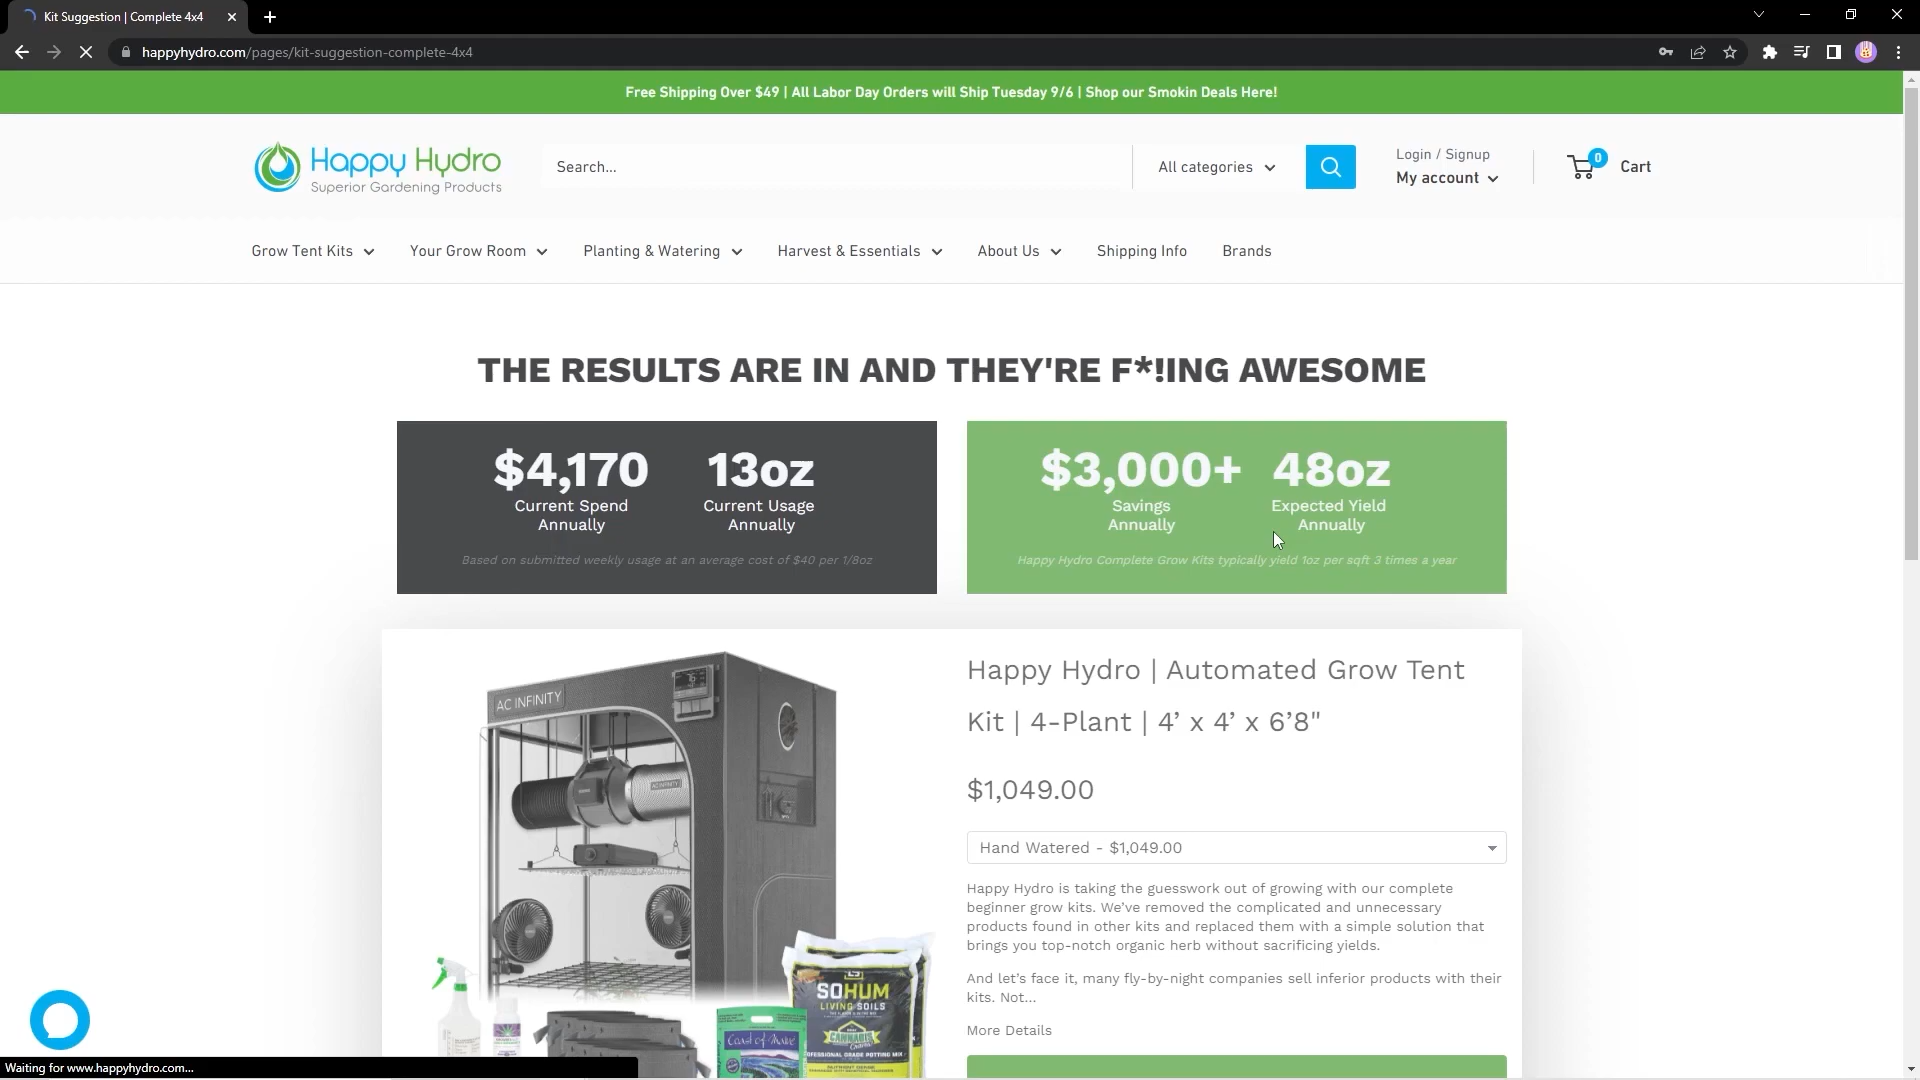 Kit Suggestion | Complete 4x4
happyhydro.com/pages/kit-suggestion-complete-4x4
Free Shipping Over $49 | All Labor Day Orders will Ship Tuesday 9/6 | Shop our Smokin Deals Here!
Happy Hydro
Superior Gardening Products
Search...
All categories
Login / Signup
My account
0
Cart
Grow Tent Kits
Your Grow Room
Planting & Watering
Harvest & Essentials
About Us
Shipping Info
Brands
THE RESULTS ARE IN AND THEY'RE F*!ING AWESOME
$4,170
Current Spend
Annually
13oz
Current Usage
Annually
Based on submitted weekly usage at an average cost of $40 per 1/8oz
$3,000+
Savings
Annually
48oz
Expected Yield
Annually
Happy Hydro Complete Grow Kits typically yield 1oz per sqft 3 times a year
AC INFINITY
AC INFINITY
SOHUM
LIVING SOILS
CANNABIS
PROFESSIONAL GRADE POTTING MIX
Coast of Maine
Happy Hydro | Automated Grow Tent
Kit | 4-Plant | 4’ x 4’ x 6’8"
$1,049.00
Hand Watered - $1,049.00
Happy Hydro is taking the guesswork out of growing with our complete
beginner grow kits. We’ve removed the complicated and unnecessary
products found in other kits and replaced them with a simple solution that
brings you top-notch organic herb without sacrificing yields.
And let’s face it, many fly-by-night companies sell inferior products with their
kits. Not...
More Details
Waiting for www.happyhydro.com...